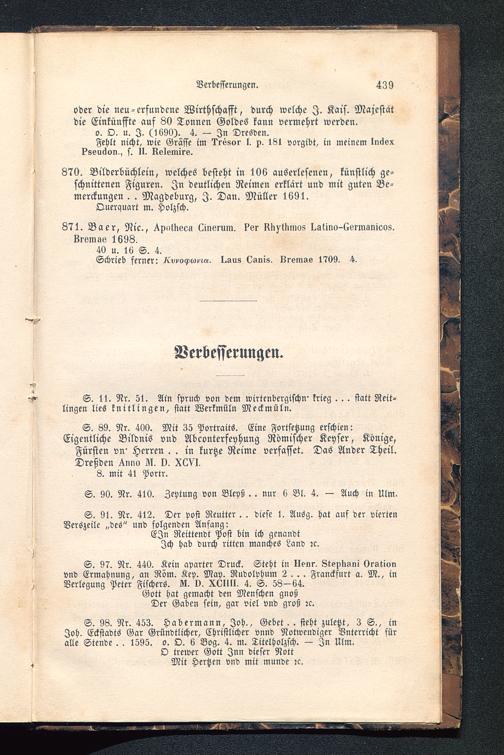 Verbesserungen. 439
oder die neu-erfundene Wirthschafft, durch welche J. Kais. Majestät
die Einkünffte auf 80 Tonnen Goldes kann vermehrt werden.
o. O. u. J. (1690). 4. — In Dresden.
Fehlt nicht, wie Grässe im Trésor I. p. 181 vorgibt, in meinem Index
Pseudon., s. H. Relemire.
870. Bilderbüchlein, welches besteht in 106 auserlesenen, künstlich ge-
schnittenen Figuren. In deutlichen Reimen erklärt und mit guten Be-
merckungen . . Magdeburg, J. Dan. Müller 1691.
Querquart m. Holzsch.
871. Baer, Nic., Apotheca Cinerum. Per Rhythmos Latino-Germanicos.
Bremae 1698.
40 u. 16 S. 4.
Schrieb ferner: Κυνοφωνια. Laus Canis. Bremae 1709. 4.
Verbesserungen.
S. 11. Nr. 51. Ain spruch von dem wirtenbergischn' krieg . . . statt Reit-
lingen lies knitlingen, statt Werkmüln Meckmüln.
S. 89. Nr. 400. Mit 35 Portraits. Eine Fortsetzung erschien:
Eigentliche Bildnis vnd Abconterfeyhung Römischer Keyser, Könige,
Fürsten vn' Herren . . in kurtze Reime verfasset. Das Ander Theil.
Dreßden Anno M. D. XCVI.
8. mit 41 Portr.
S. 90. Nr. 410. Zeytung von Bleyß . . nur 6 Bl. 4. — Auch in Ulm.
S. 91. Nr. 412. Der post Reutter . . diese 1. Ausg. hat auf der vierten
Verszeile „des" und folgenden Anfang:
EJn Reittendt Post bin ich genandt
Jch hab durch ritten manches Land ꝛc.
S. 97. Nr. 440. Kein aparter Druck. Steht in Henr. Stephani Oration
vnd Ermahnung, an Röm. Key. May. Rudolphum 2 . . . Franckfurt a. M., in
Verlegung Peter Fischers. M. D. XCIIII. 4. S. 58—64.
Gott hat gemacht den Menschen gnoß
Der Gaben sein, gar viel vnd groß ꝛc.
S. 98. Nr. 453. Habermann, Joh., Gebet . . steht zuletzt, 3 S., in
Joh. Eckstadts Gar Gründtlicher, Christlicher vnnd Notwendiger Vnterricht für
alle Stende . . 1595. o. O. 6 Bog. 4. m. Titelholzsch. — In Ulm.
O trewer Gott Jnn dieser Nott
Mit Hertzen vnd mit munde ꝛc.